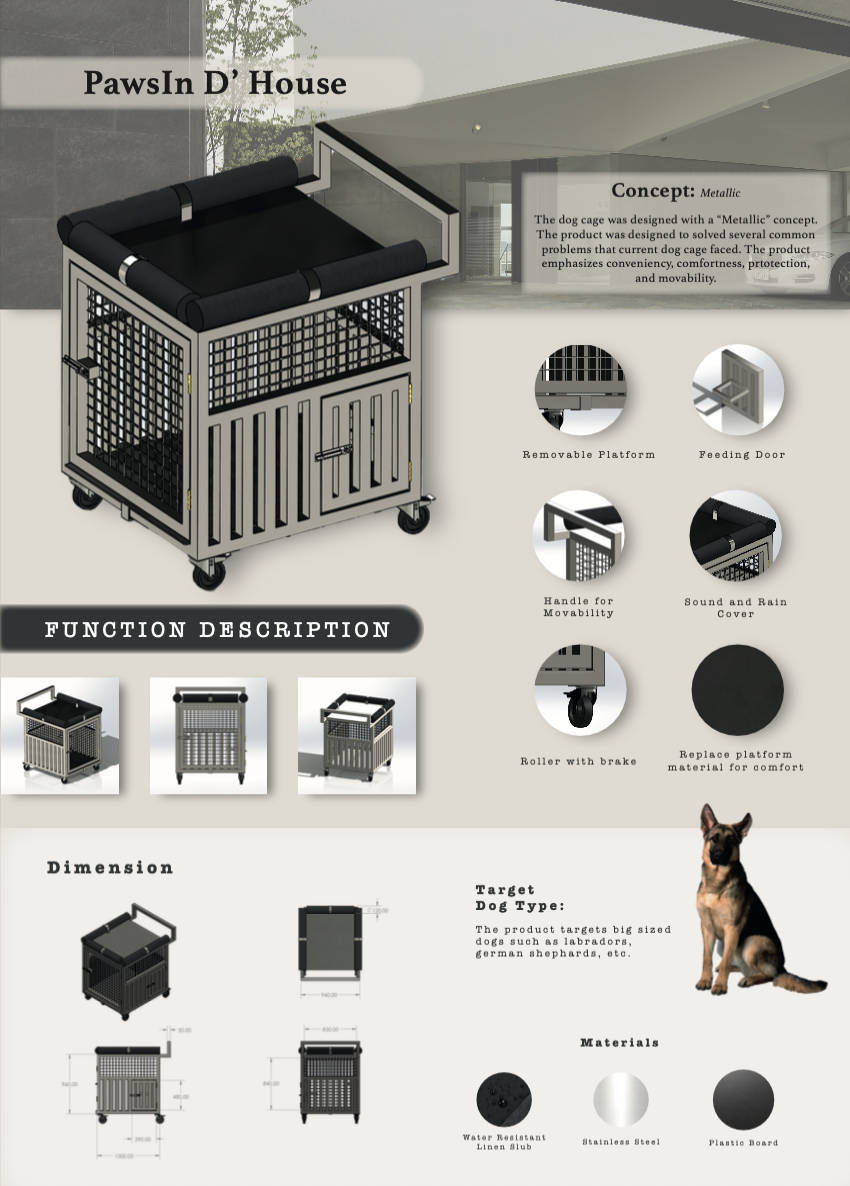 PawsIn D' House
Concept: Metallic
The dog cage was designed with a “Metallic” concept.
The product was designed to solved several common
problems that current dog cage faced. The product
emphasizes conveniency, comfortness, prtotection,
and movability.
Removable Platform
Feeding Door
Handle for
Movability
Sound and Rain
Cover
Roller with brake
Replace platform
material for comfort
FUNCTION DESCRIPTION
Dimension
940.00
50.00
960.00
480.00
1000.00
830.00
840.00
Target
Dog Type:
The product targets big sized
dogs such as labradors,
german shephards, etc.
Materials
Water Resistant
Linen Slub
Stainless Steel
Plastic Board